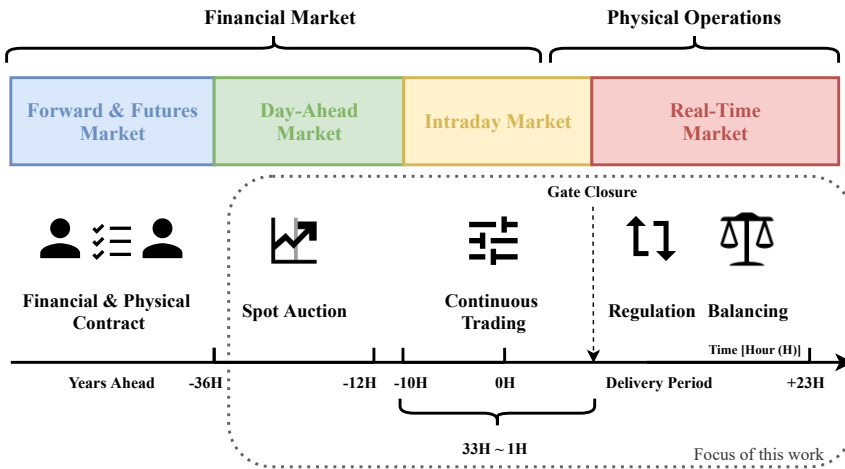 Financial Market
Physical Operations
Forward & Futures
Market
Day-Ahead
Market
Intraday Market
Real-Time
Market
Gate Closure
Financial & Physical
Contract
Spot Auction
Continuous
Trading
Regulation
Balancing
Time [Hour (H)]
Years Ahead
-36H
-12H
-10H
0H
Delivery Period
+23H
33H ~ 1H
Focus of this work